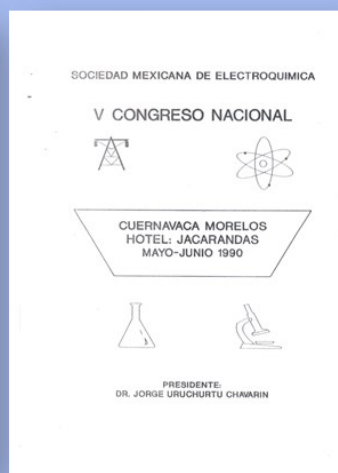 SOCIEDAD MEXICANA DE ELECTROQUIMICA
V CONGRESO NACIONAL
CUERNAVACA MORELOS
HOTEL: JACARANDAS
MAYO-JUNIO 1990
PRESIDENTE:
DR. JORGE URUCHURTU CHAVARIN